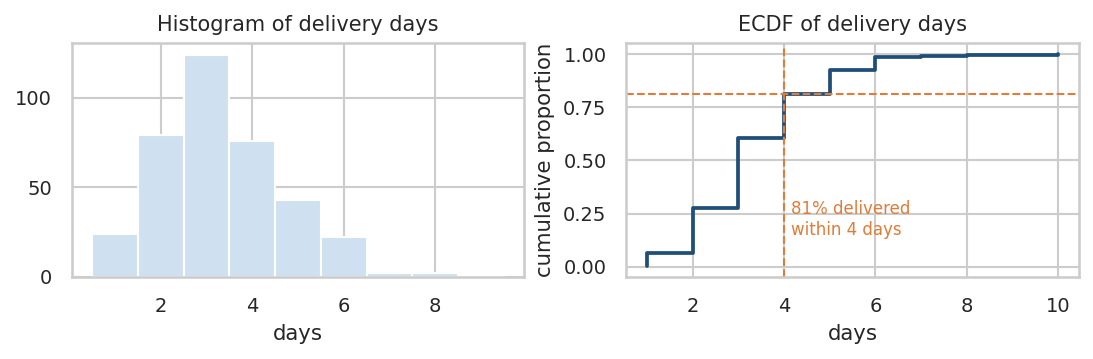 Histogram of delivery days
100
50
0
2 4 6 8
days
ECDF of delivery days
cumulative proportion
1.00
0.75
0.50
0.25
0.00
81% delivered
within 4 days
2 4 6 8 10
days